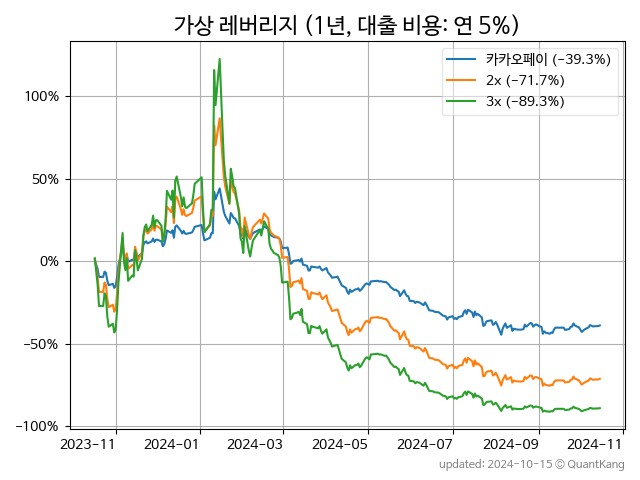 가상 레버리지 (1년, 대출 비용: 연 5%)
카카오페이 (−39.3%)
2x (−71.7%)
3x (−89.3%)
100%
50%
0%
−50%
−100%
2023-11 2024-01 2024-03 2024-05 2024-07 2024-09 2024-11
updated: 2024-10-15 © QuantKang